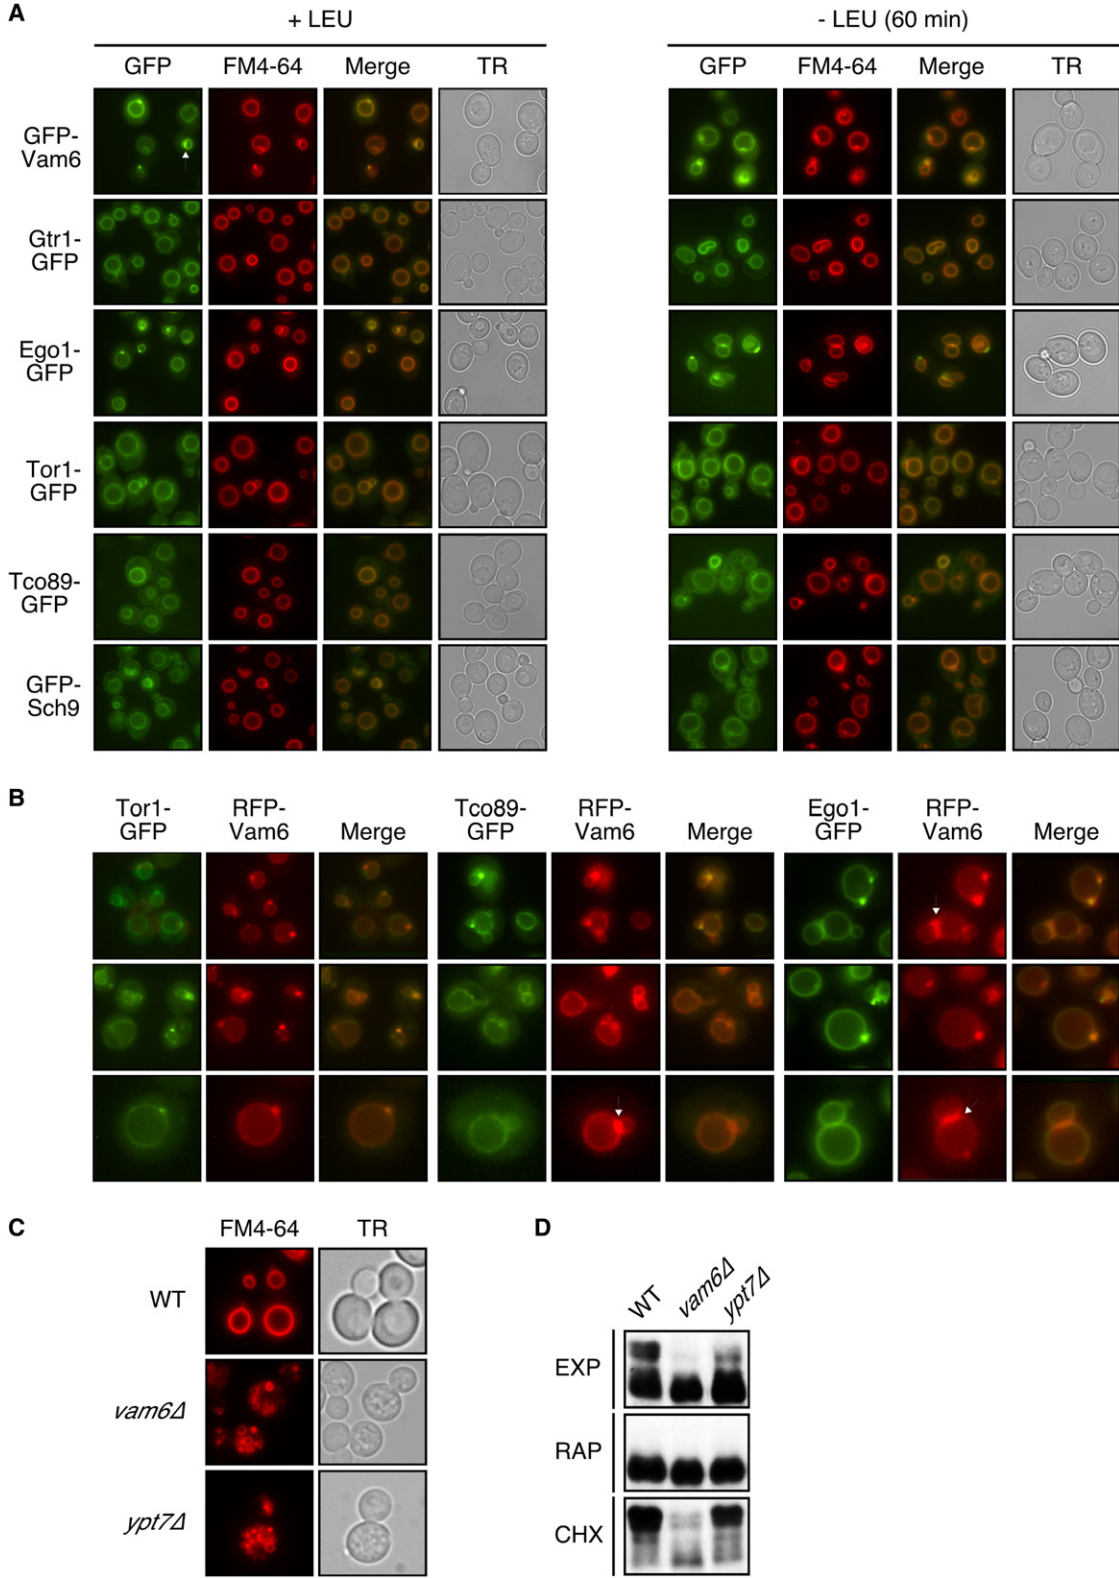 A
+ LEU
- LEU (60 min)
GFP FM4-64 Merge TR GFP FM4-64 Merge TR
GFP-
Vam6
Gtr1-
GFP
Ego1-
GFP
Tor1-
GFP
Tco89-
GFP
GFP-
Sch9
B
Tor1-
GFP
RFP-
Vam6
Merge
Tco89-
GFP
RFP-
Vam6
Merge
Ego1-
GFP
RFP-
Vam6
Merge
C
FM4-64 TR
WT
vam6Δ
ypt7Δ
D
WT vam6Δ ypt7Δ
EXP
RAP
CHX